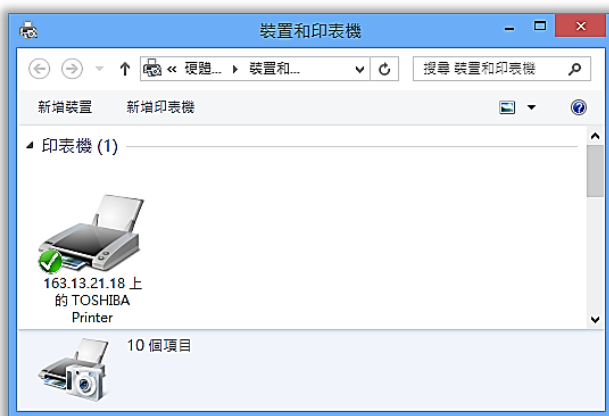 裝置和印表機
« 硬體... 裝置和...
搜尋 裝置和印表機
新增裝置
新增印表機
印表機 (1)
163.13.21.18 上
的 TOSHIBA
Printer
10 個項目